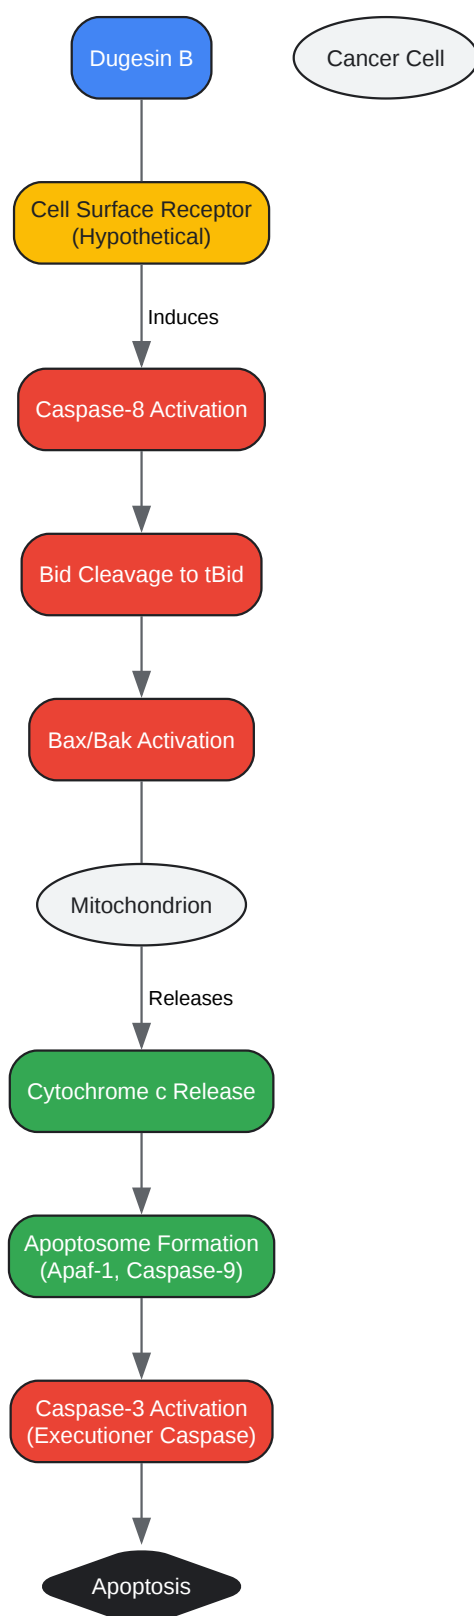 Dugesin B
Cancer Cell
Cell Surface Receptor
(Hypothetical)
Induces
Caspase-8 Activation
Bid Cleavage to tBid
Bax/Bak Activation
Mitochondrion
Releases
Cytochrome c Release
Apoptosome Formation
(Apaf-1, Caspase-9)
Caspase-3 Activation
(Executioner Caspase)
Apoptosis